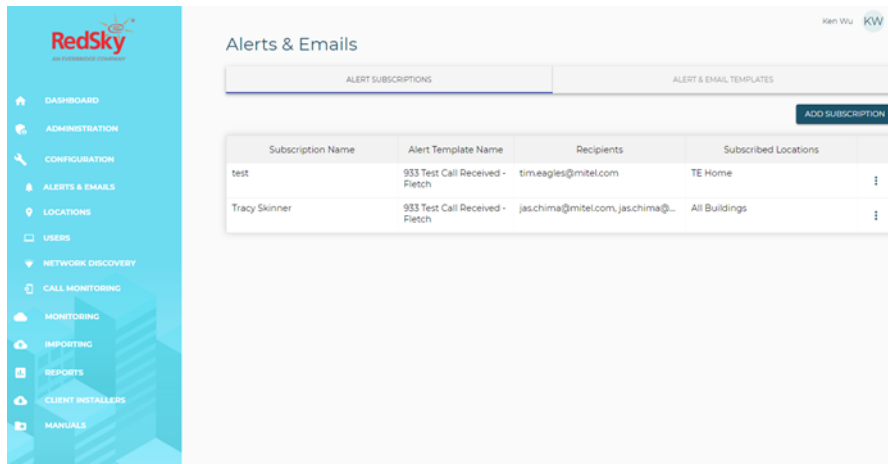 RedSky
AN EVERBRIDGE COMPANY
DASHBOARD
ADMINISTRATION
CONFIGURATION
ALERTS & EMAILS
LOCATIONS
USERS
NETWORK DISCOVERY
CALL MONITORING
MONITORING
IMPORTING
REPORTS
CLIENT INSTALLERS
MANUALS
Ken Wu KW
Alerts & Emails
ALERT SUBSCRIPTIONS ALERT & EMAIL TEMPLATES
ADD SUBSCRIPTION
Subscription Name Alert Template Name Recipients Subscribed Locations
test 933 Test Call Received - tim.eagles@mitel.com TE Home
Fletch
Tracy Skinner 933 Test Call Received - jas.chima@mitel.com, jas.chima@... All Buildings
Fletch